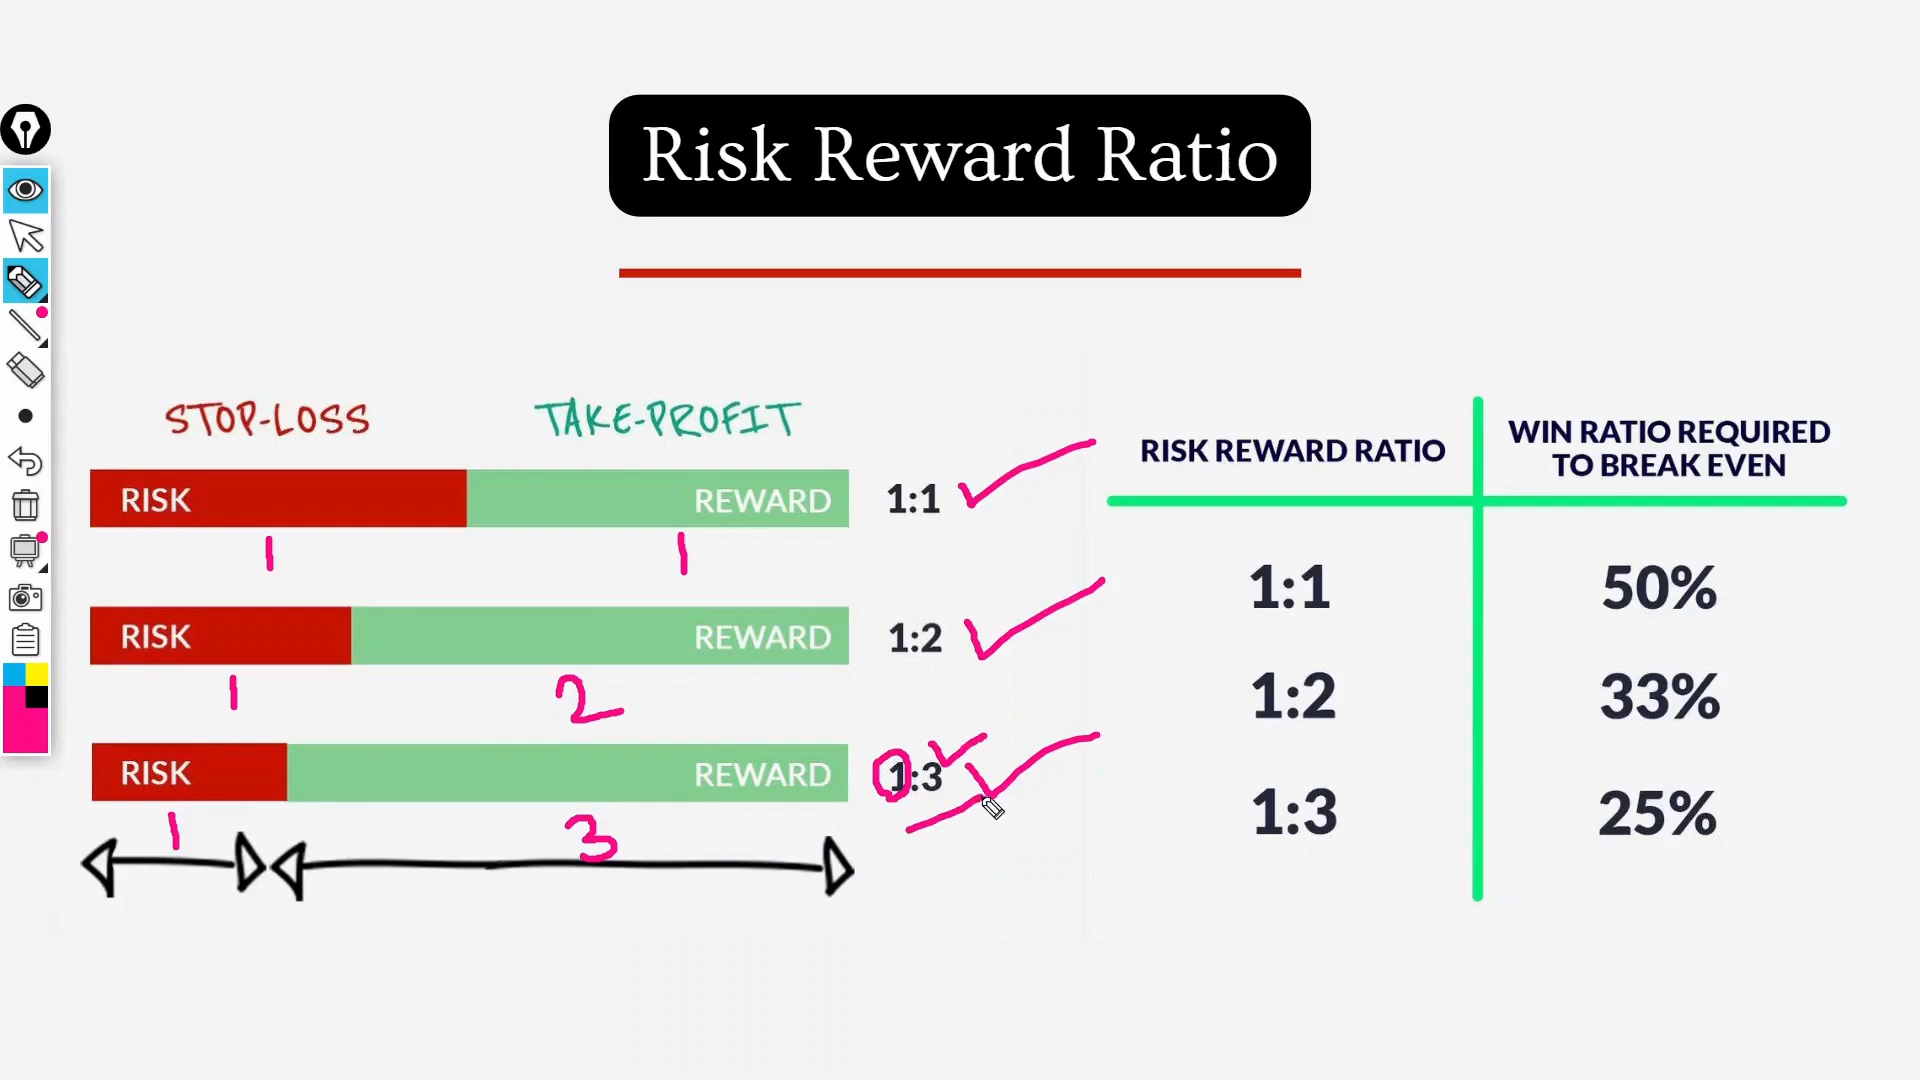 Risk Reward Ratio
STOP-LOSS TAKE-PROFIT
RISK REWARD 1:1
1 1
RISK REWARD 1:2
1 2
RISK REWARD 1:3
1 3
RISK REWARD RATIO
WIN RATIO REQUIRED
TO BREAK EVEN
1:1 50%
1:2 33%
1:3 25%